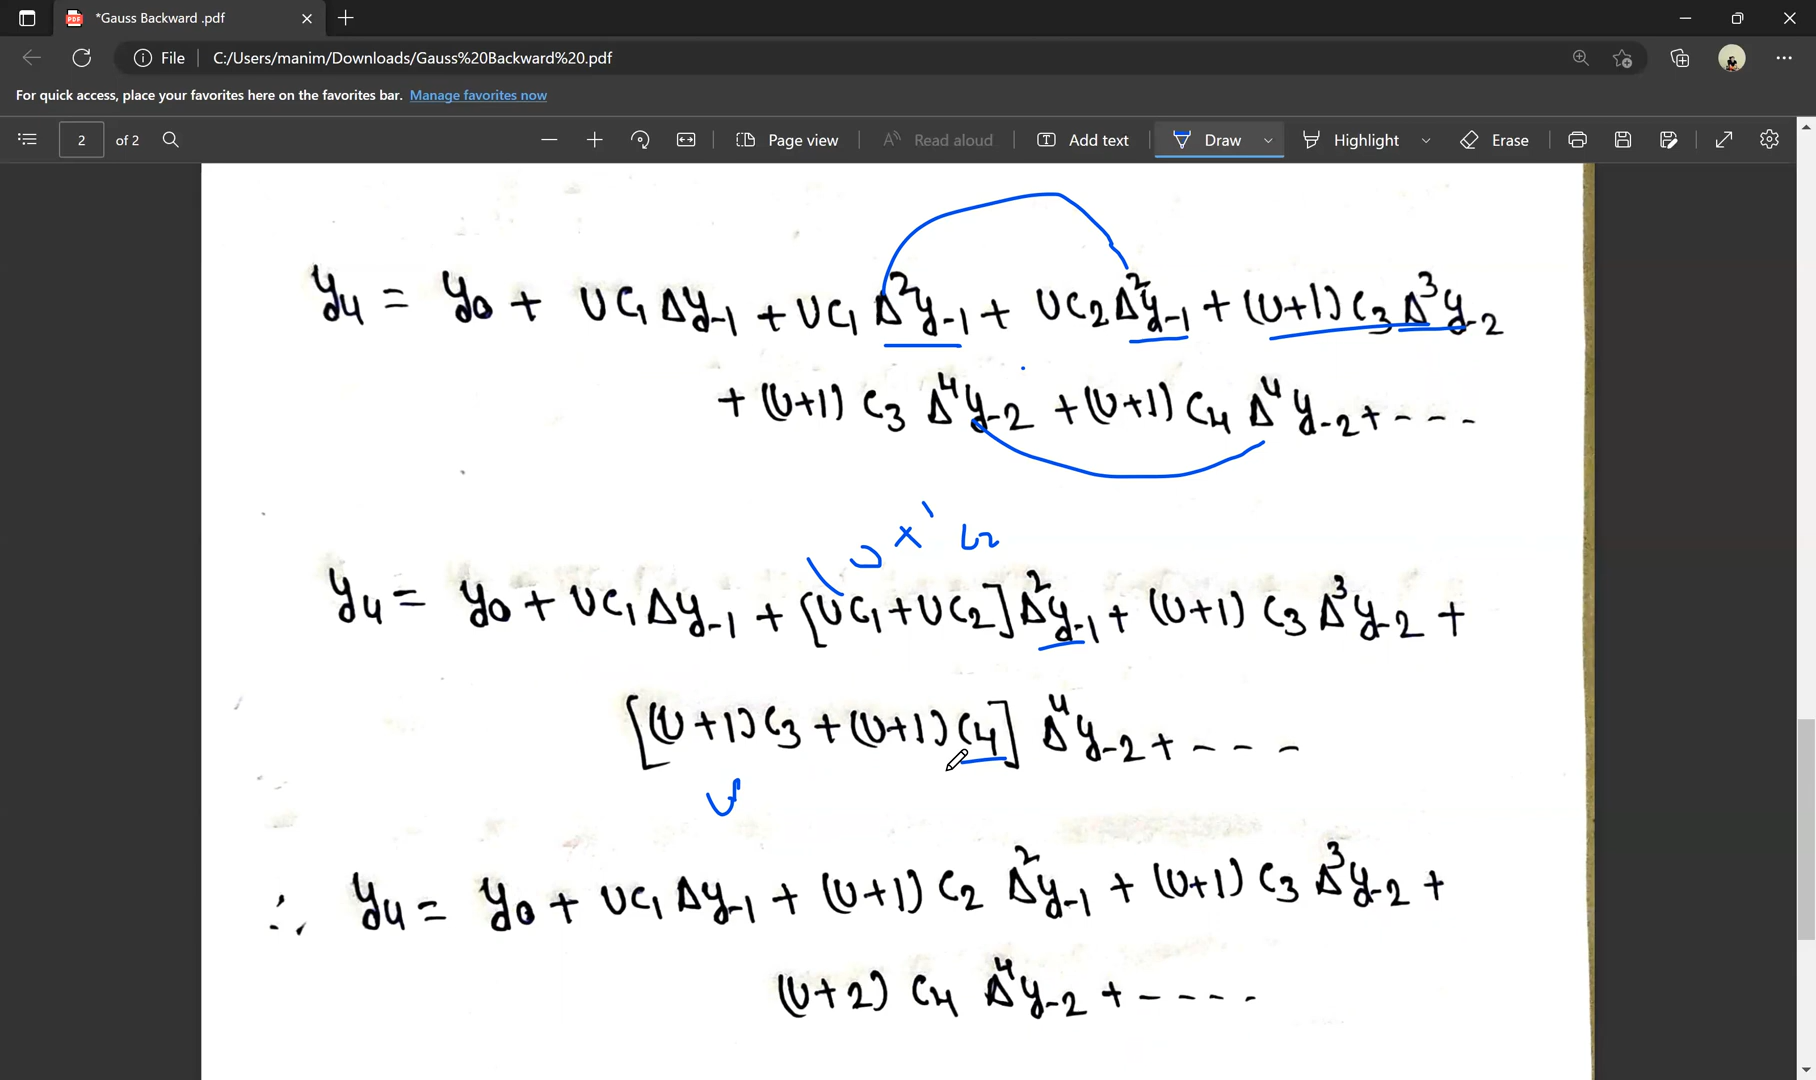 *Gauss Backward .pdf
File C:/Users/manim/Downloads/Gauss%20Backward%20.pdf
For quick access, place your favorites here on the favorites bar. Manage favorites now
2 of 2 Page view Read aloud Add text Draw Highlight Erase
y₄ = y₀ + UC₁ Δy₋₁ + UC₁ Δ²y₋₁ + UC₂ Δ²y₋₁ + (U+1) C₃ Δ³y₋₂
+ (U+1) C₃ Δ⁴y₋₂ + (U+1) C₄ Δ⁴y₋₂ + ---
U
y₄ = y₀ + UC₁ Δy₋₁ + [UC₁ + UC₂] Δ²y₋₁ + (U+1) C₃ Δ³y₋₂ +
[(U+1) C₃ + (U+1) C₄] Δ⁴y₋₂ + ---
∴ y₄ = y₀ + UC₁ Δy₋₁ + (U+1) C₂ Δ²y₋₁ + (U+1) C₃ Δ³y₋₂ +
(U+2) C₄ Δ⁴y₋₂ + ----